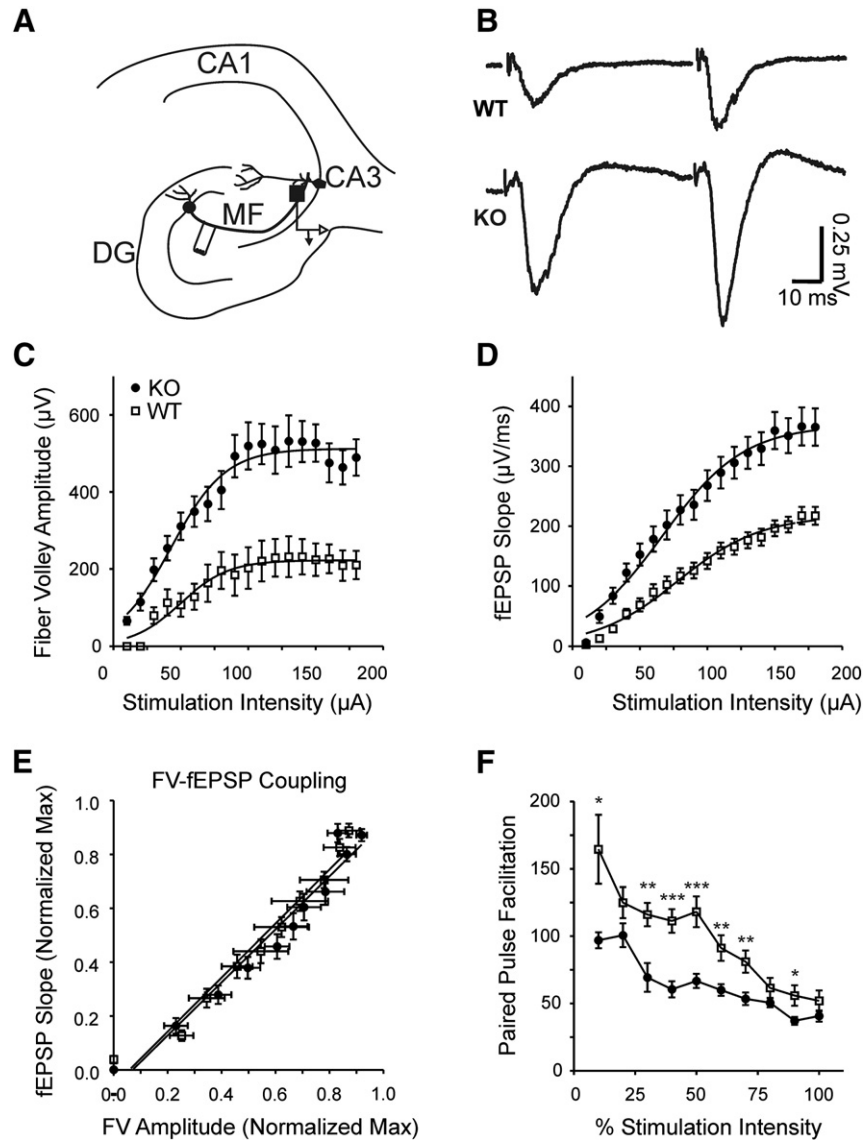 A
CA1
CA3
MF
DG
B
WT
KO
0.25 mV
10 ms
C
KO
WT
Fiber Volley Amplitude (µV)
600
400
200
0
0 50 100 150 200
Stimulation Intensity (µA)
D
fEPSP Slope (µV/ms)
400
300
200
100
0
0 50 100 150 200
Stimulation Intensity (µA)
E
FV-fEPSP Coupling
fEPSP Slope (Normalized Max)
1.0
0.8
0.6
0.4
0.2
0.0
0.0 0.2 0.4 0.6 0.8 1.0
FV Amplitude (Normalized Max)
F
Paired Pulse Facilitation
200
150
100
50
0
* ** *** *** ** ** *
0 25 50 75 100
% Stimulation Intensity